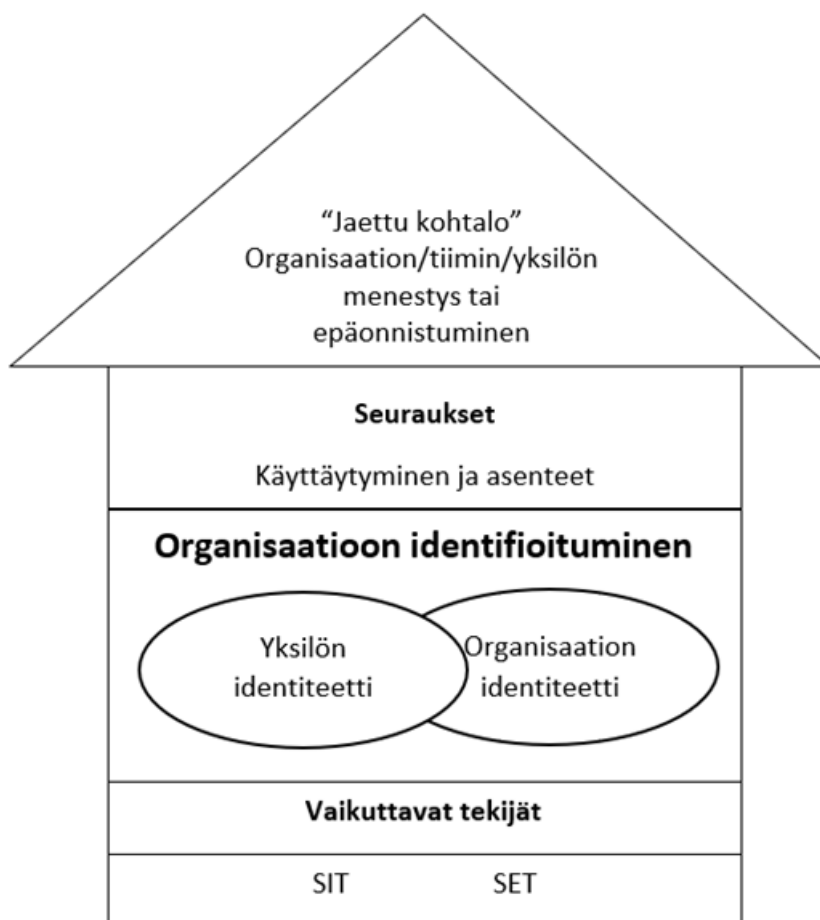 “Jaettu kohtalo”
Organisaation/tiimin/yksilön
menestys tai
epäonnistuminen
Seuraukset
Käyttäytyminen ja asenteet
Organisaatioon identifioituminen
Yksilön
identiteetti
Organisaation
identiteetti
Vaikuttavat tekijät
SIT SET